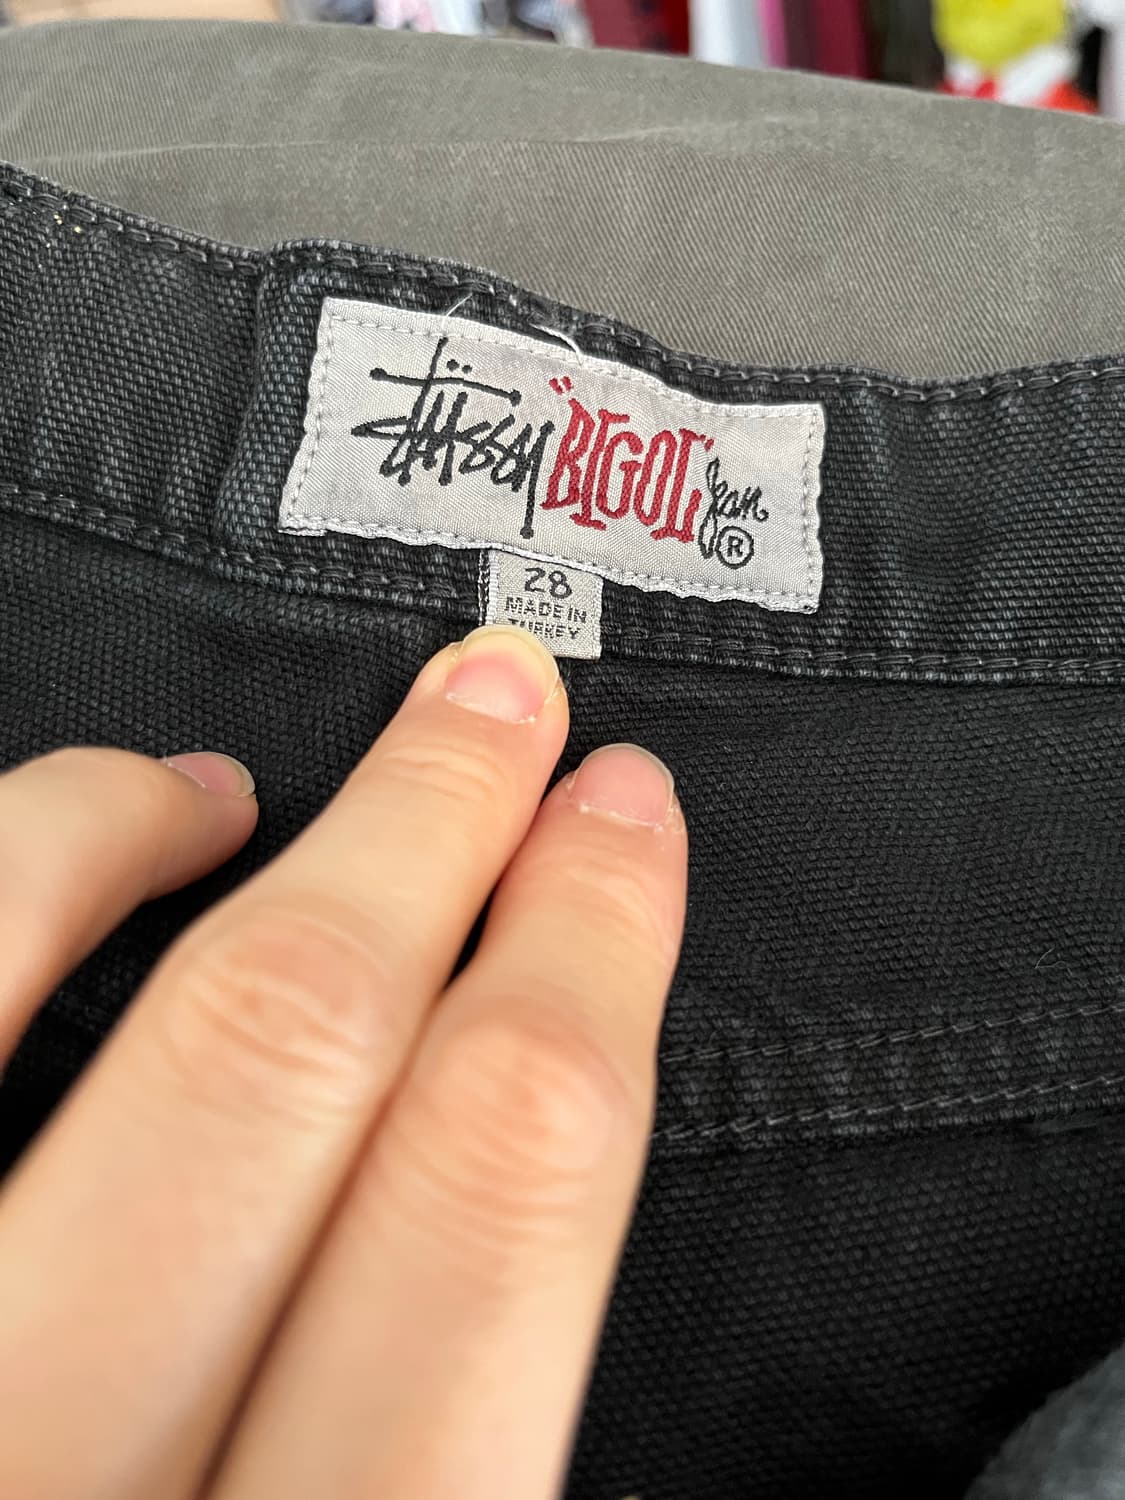 Stüssy "BIGOL" Jean ®
28
MADE IN
TURKEY